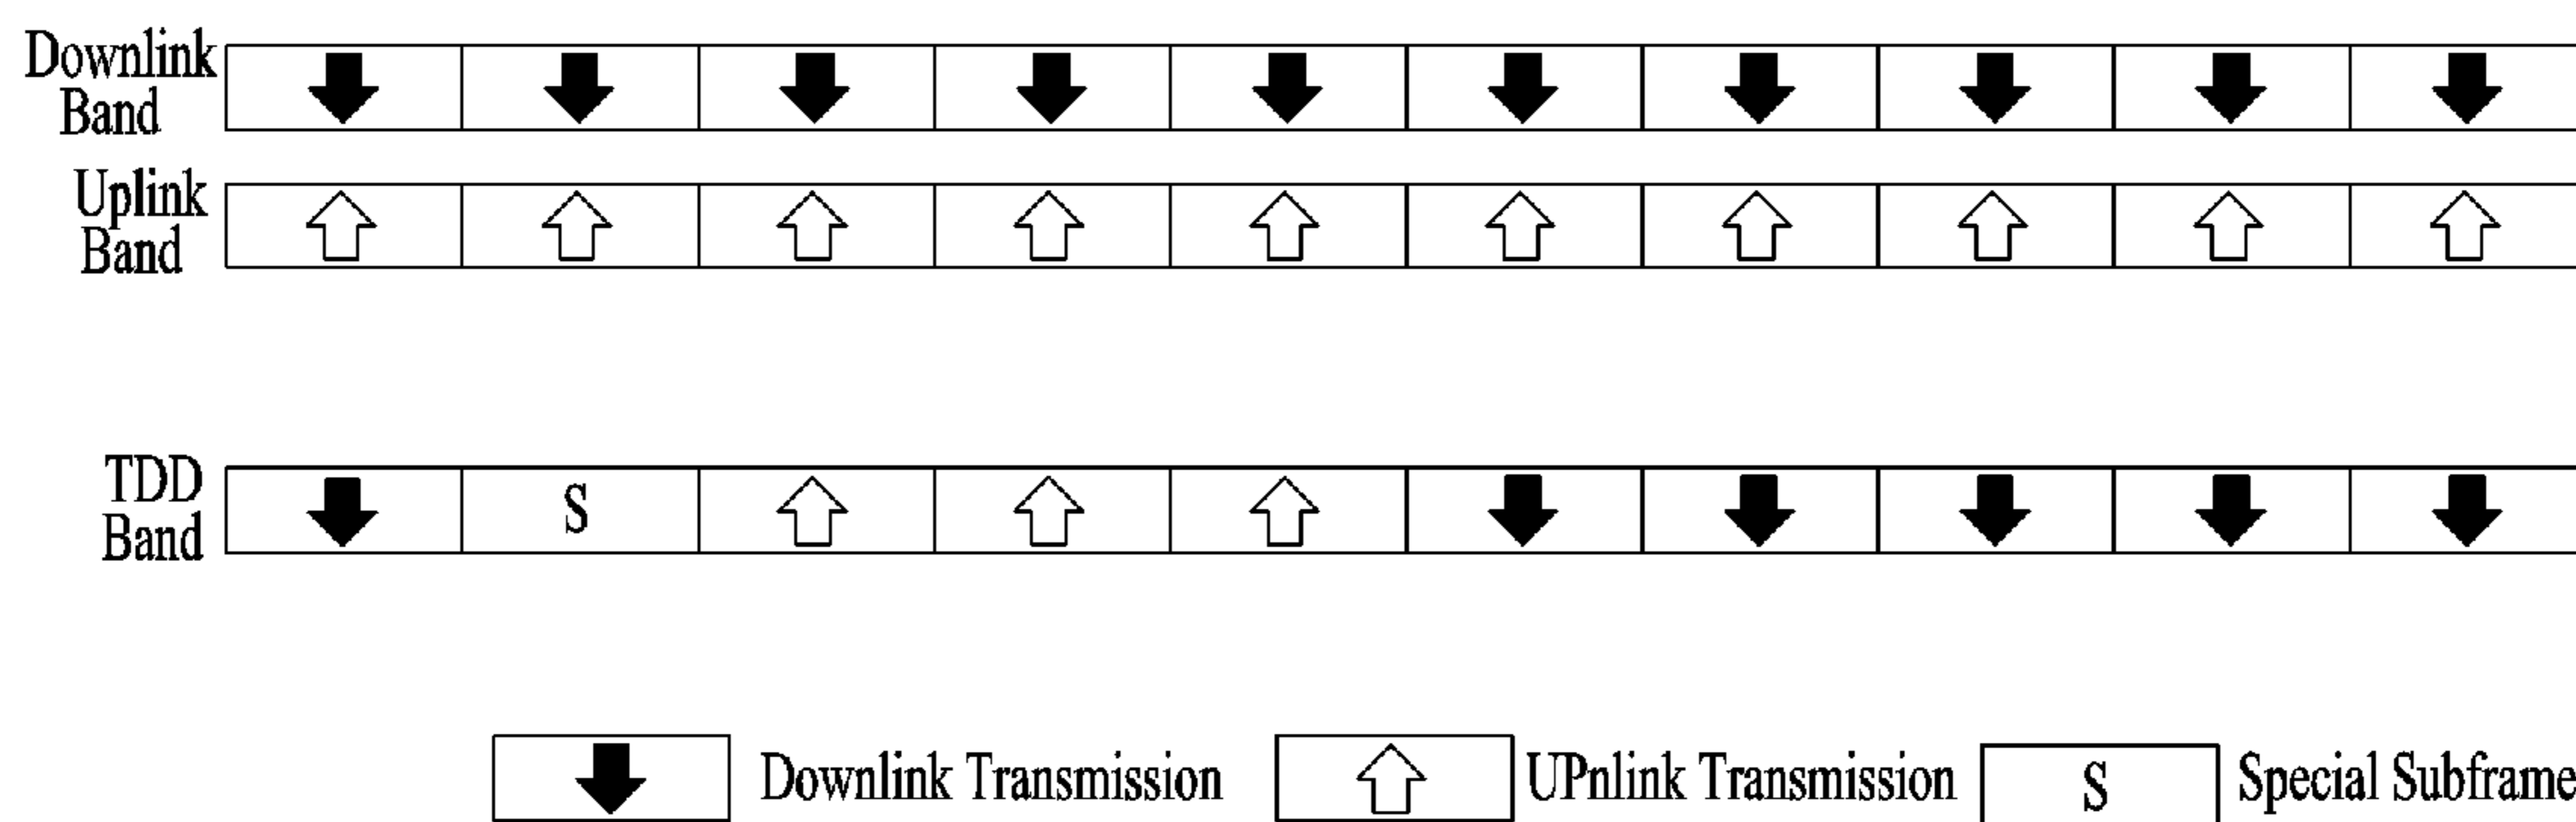 Downlink
Band
Uplink
Band
TDD
Band
S
Downlink Transmission
UPnlink Transmission
S
Special Subframe